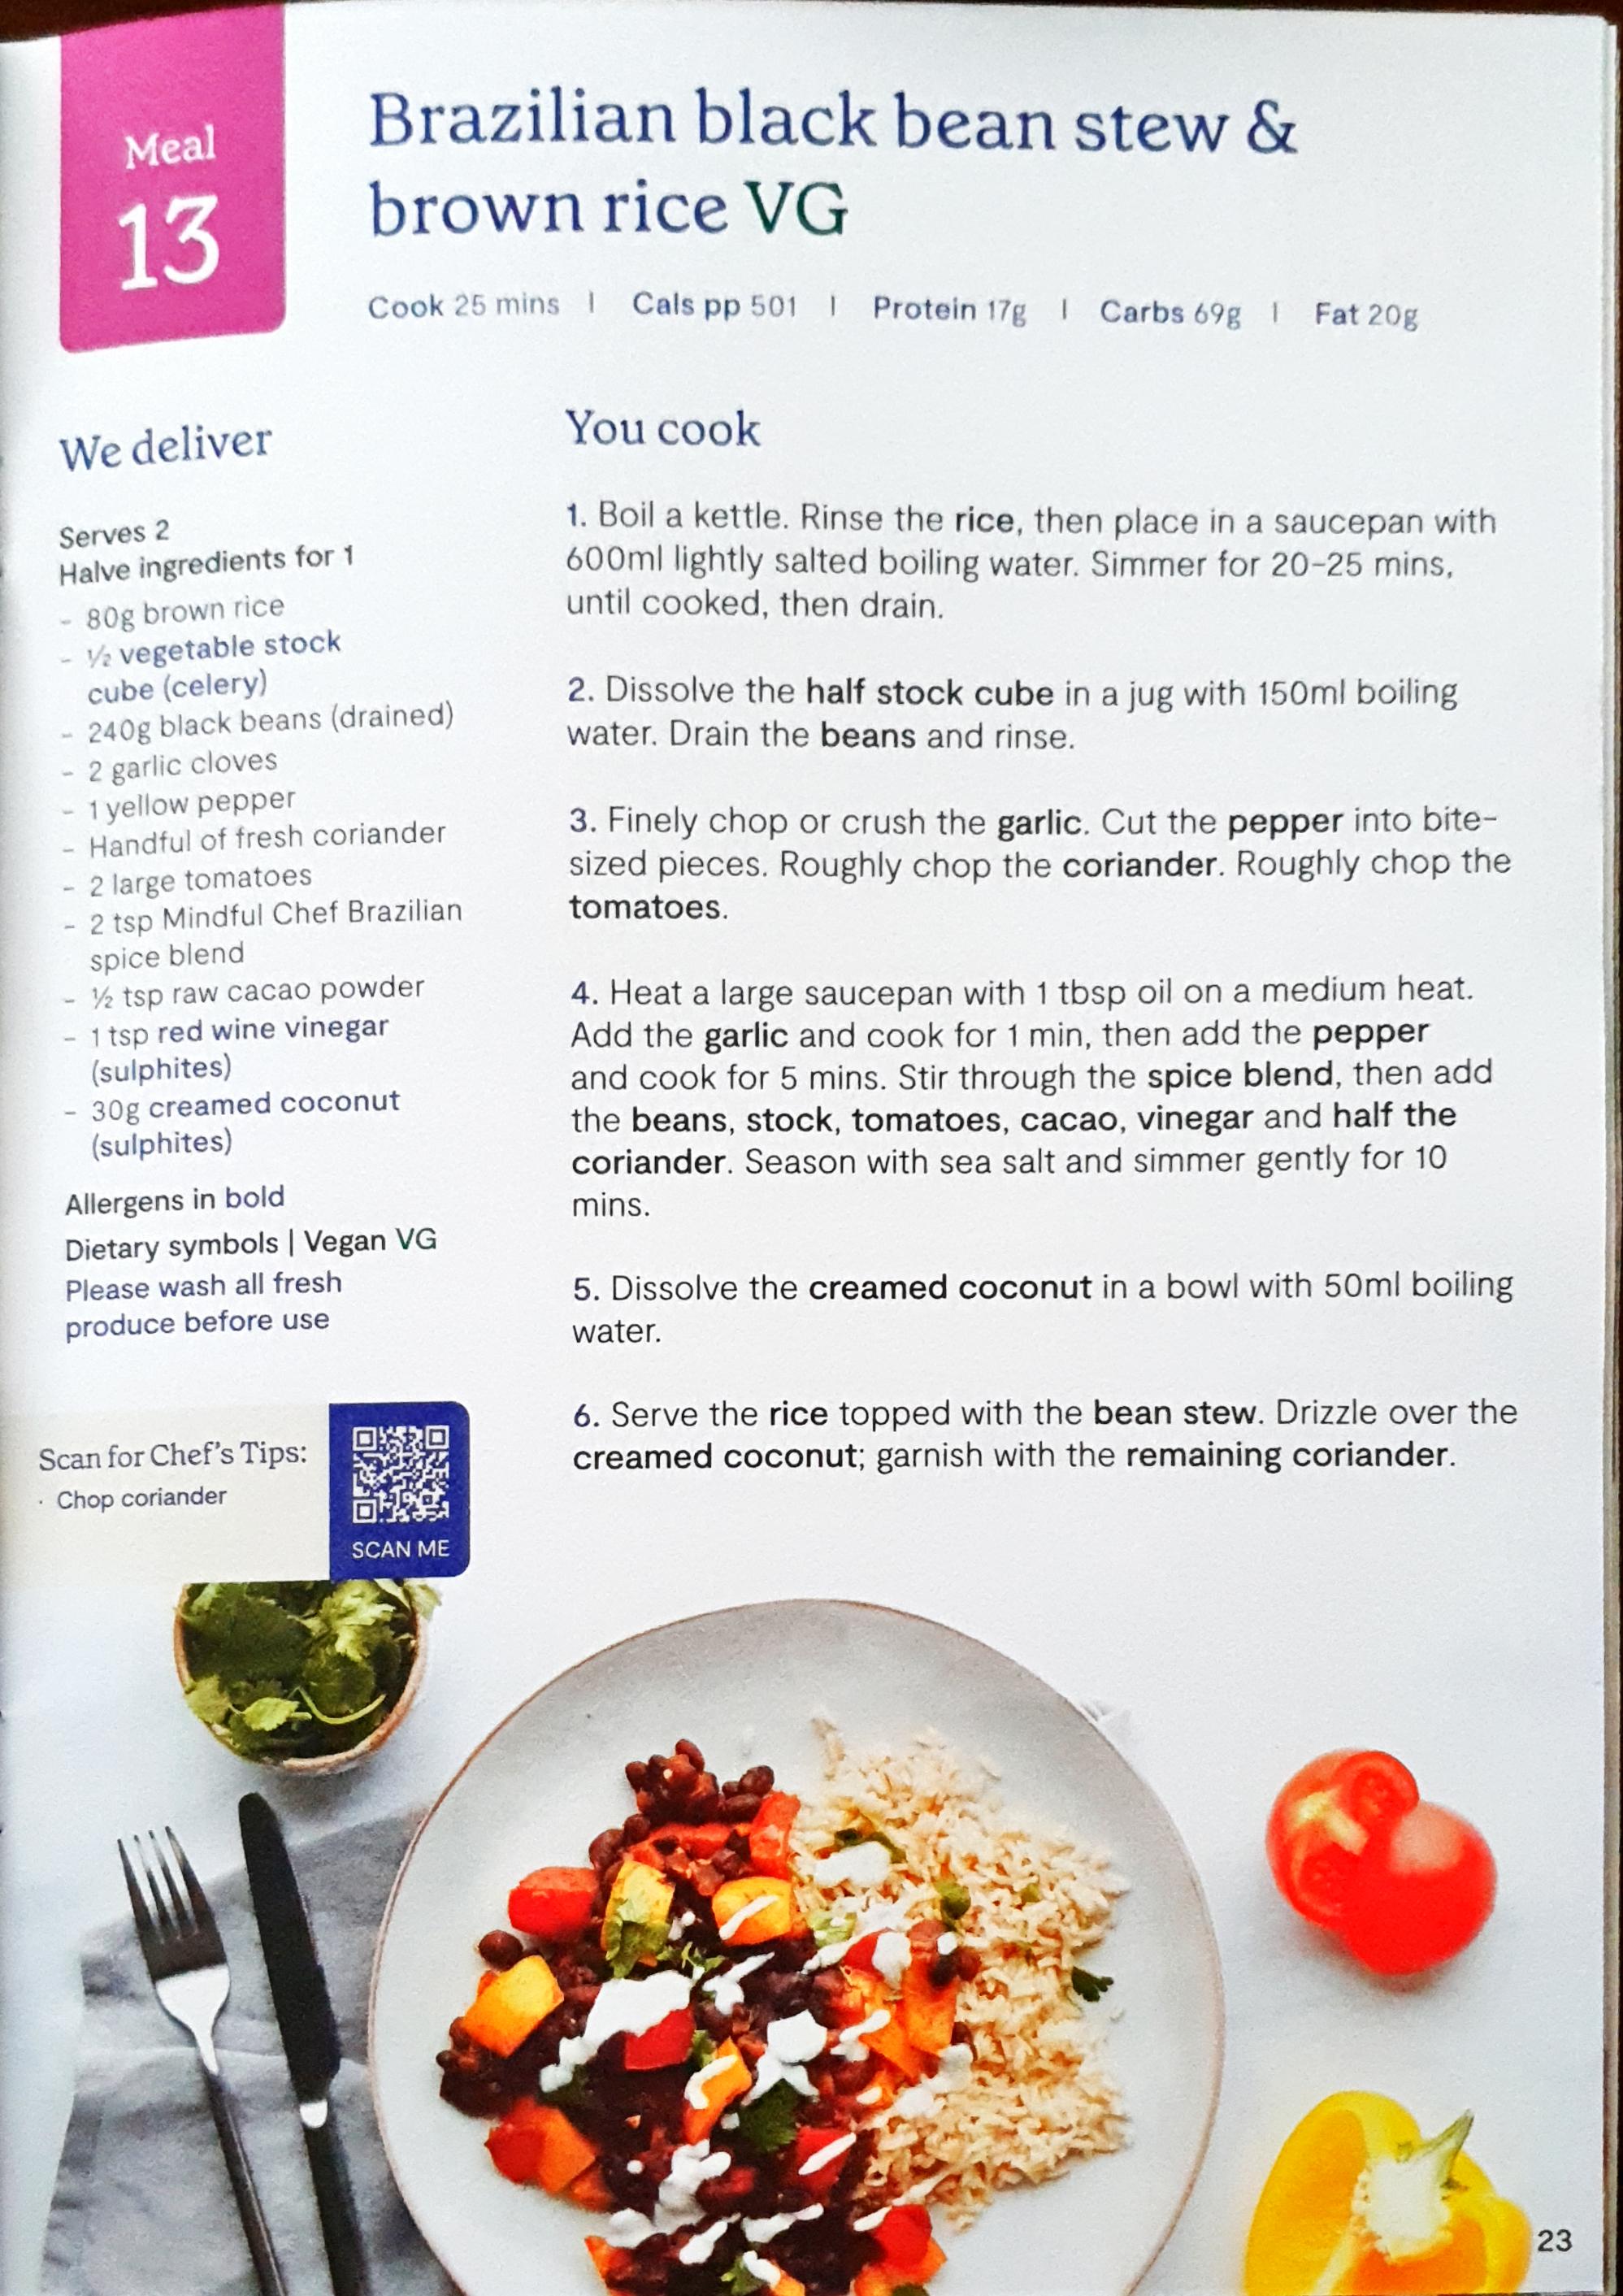 Meal
13
Brazilian black bean stew &
brown rice VG
Cook 25 mins | Cals pp 501 | Protein 17g | Carbs 69g | Fat 20g
We deliver
Serves 2
Halve ingredients for 1
- 80g brown rice
- ½ vegetable stock
cube (celery)
- 240g black beans (drained)
- 2 garlic cloves
- 1 yellow pepper
- Handful of fresh coriander
- 2 large tomatoes
- 2 tsp Mindful Chef Brazilian
spice blend
- ½ tsp raw cacao powder
- 1 tsp red wine vinegar
(sulphites)
- 30g creamed coconut
(sulphites)
Allergens in bold
Dietary symbols | Vegan VG
Please wash all fresh
produce before use
Scan for Chef's Tips:
· Chop coriander
SCAN ME
You cook
1. Boil a kettle. Rinse the rice, then place in a saucepan with
600ml lightly salted boiling water. Simmer for 20-25 mins,
until cooked, then drain.
2. Dissolve the half stock cube in a jug with 150ml boiling
water. Drain the beans and rinse.
3. Finely chop or crush the garlic. Cut the pepper into bite-
sized pieces. Roughly chop the coriander. Roughly chop the
tomatoes.
4. Heat a large saucepan with 1 tbsp oil on a medium heat.
Add the garlic and cook for 1 min, then add the pepper
and cook for 5 mins. Stir through the spice blend, then add
the beans, stock, tomatoes, cacao, vinegar and half the
coriander. Season with sea salt and simmer gently for 10
mins.
5. Dissolve the creamed coconut in a bowl with 50ml boiling
water.
6. Serve the rice topped with the bean stew. Drizzle over the
creamed coconut; garnish with the remaining coriander.
23